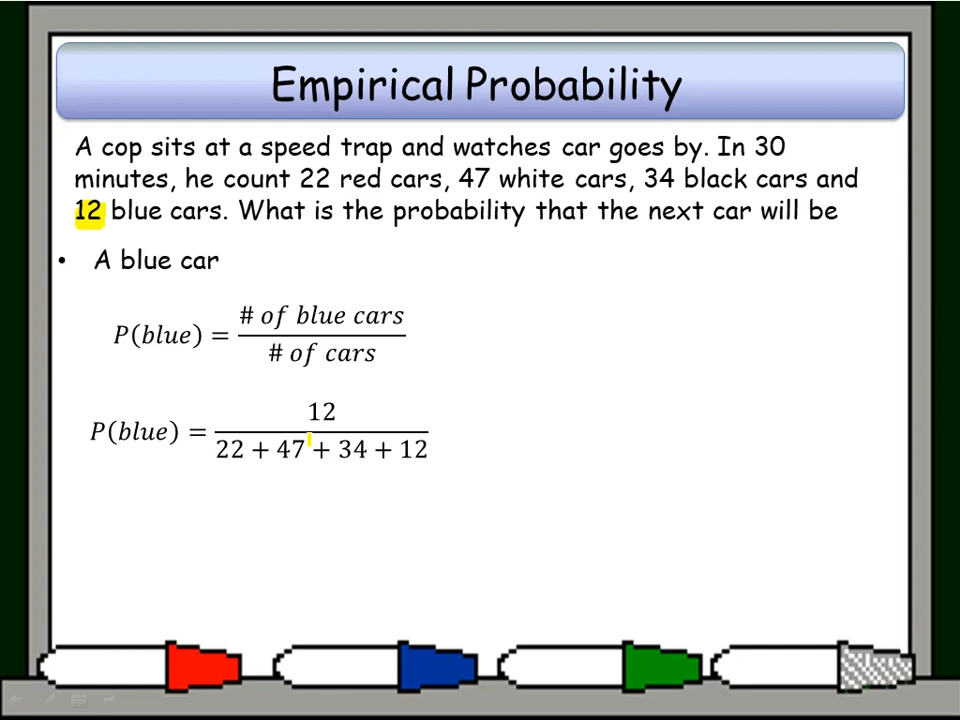 Empirical Probability
A cop sits at a speed trap and watches car goes by. In 30
minutes, he count 22 red cars, 47 white cars, 34 black cars and
12 blue cars. What is the probability that the next car will be
• A blue car
P(blue) = # of blue cars / # of cars
P(blue) = 12 / 22 + 47 + 34 + 12